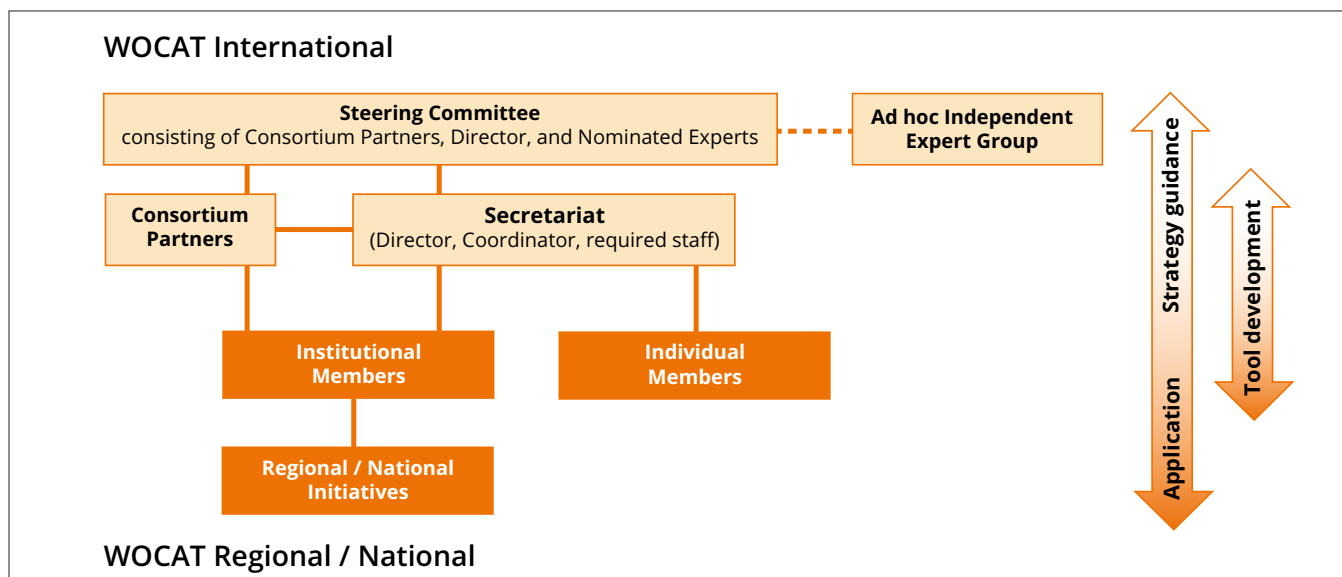 WOCAT International
Steering Committee
consisting of Consortium Partners, Director, and Nominated Experts
Ad hoc Independent
Expert Group
Consortium
Partners
Secretariat
(Director, Coordinator, required staff)
Institutional
Members
Individual
Members
Regional / National
Initiatives
Strategy guidance
Application
Tool development
WOCAT Regional / National